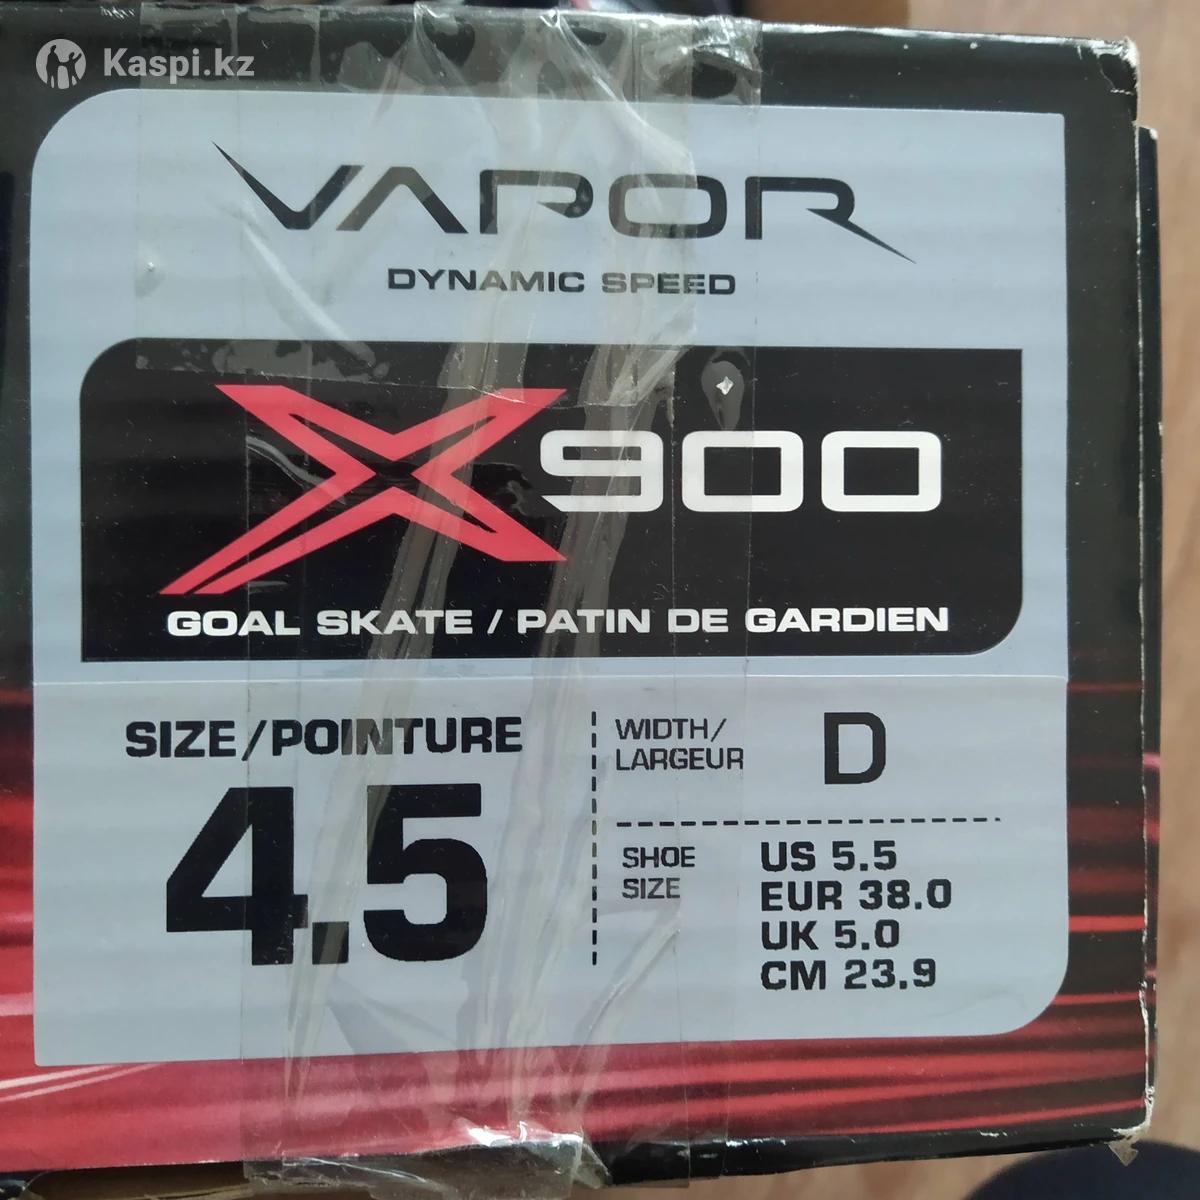 Kaspi.kz
VAPOR
DYNAMIC SPEED
X900
GOAL SKATE / PATIN DE GARDIEN
SIZE/POINTURE
4.5
WIDTH/
LARGEUR
D
SHOE
SIZE
US 5.5
EUR 38.0
UK 5.0
CM 23.9